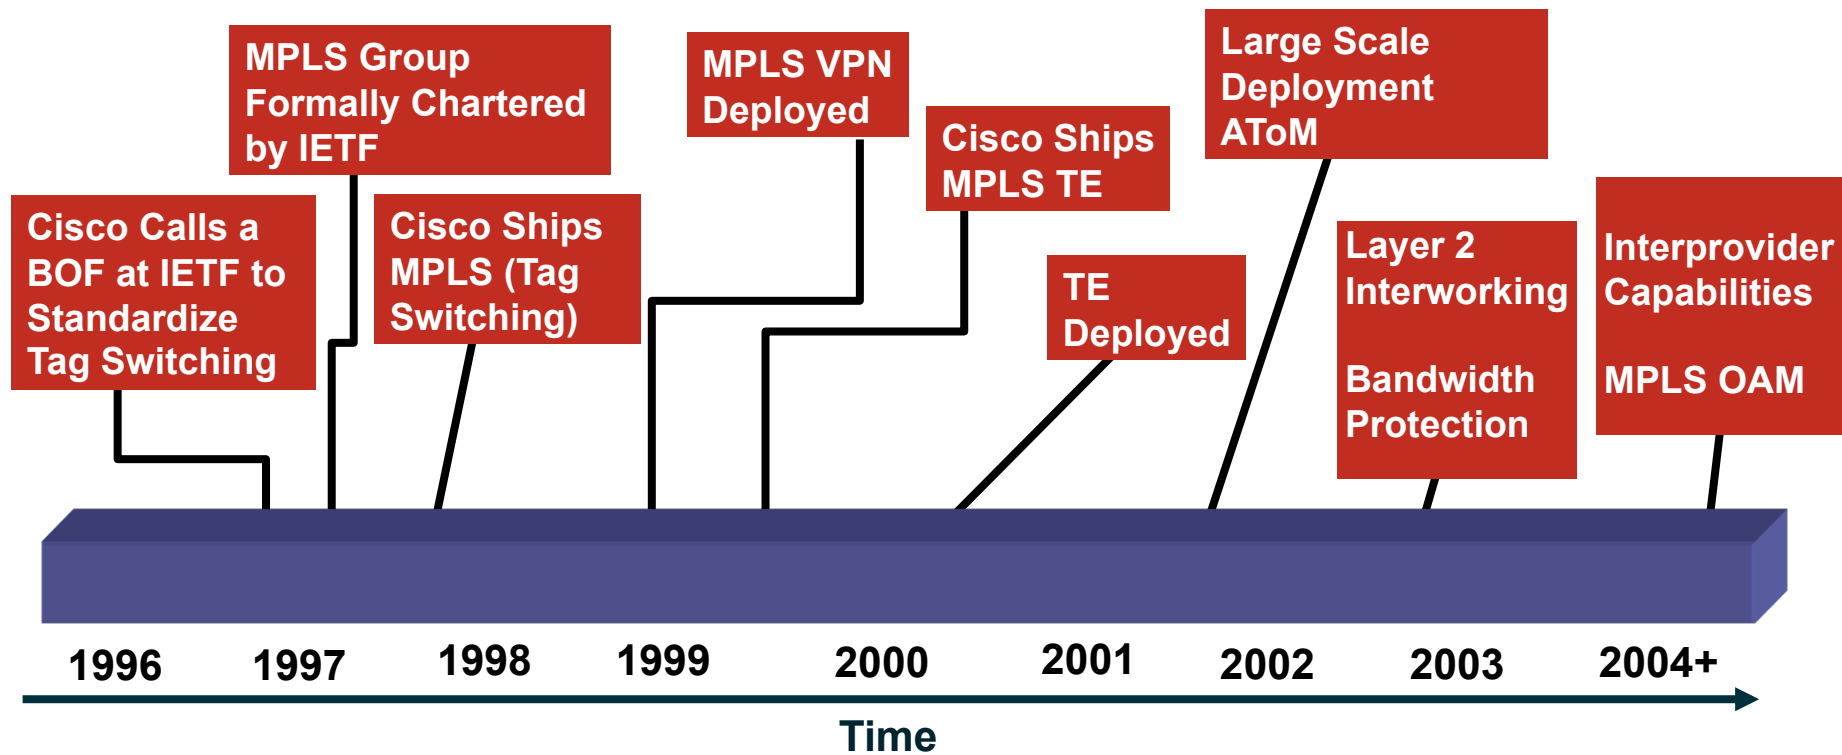 Cisco Calls a
BOF at IETF to
Standardize
Tag Switching
MPLS Group
Formally Chartered
by IETF
Cisco Ships
MPLS (Tag
Switching)
MPLS VPN
Deployed
Cisco Ships
MPLS TE
TE
Deployed
Large Scale
Deployment
AToM
Layer 2
Interworking
Bandwidth
Protection
Interprovider
Capabilities
MPLS OAM
1996
1997
1998
1999
2000
2001
2002
2003
2004+
Time